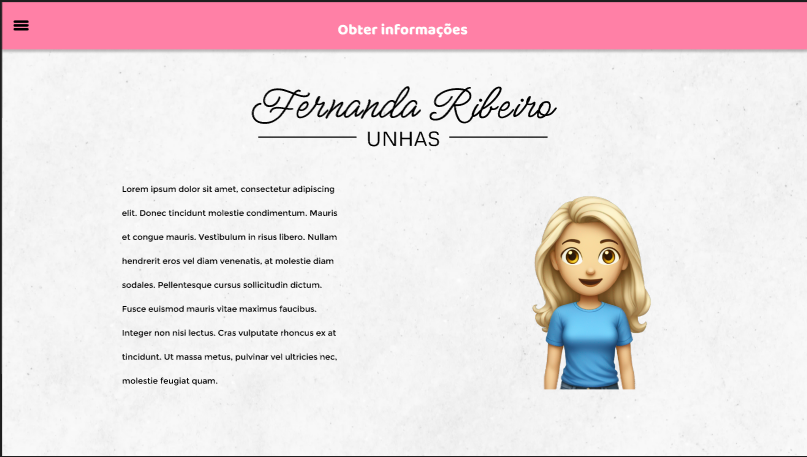 Obter informações
Fernanda Ribeiro
UNHAS
Lorem ipsum dolor sit amet, consectetur adipiscing
elit. Donec tincidunt molestie condimentum. Mauris
et congue mauris. Vestibulum in risus libero. Nullam
hendrerit eros vel diam venenatis, at molestie diam
sodales. Pellentesque cursus sollicitudin dictum.
Fusce euismod mauris vitae maximus faucibus.
Integer non nisi lectus. Cras vulputate rhoncus ex at
tincidunt. Ut massa metus, pulvinar vel ultricies nec,
molestie feugiat quam.